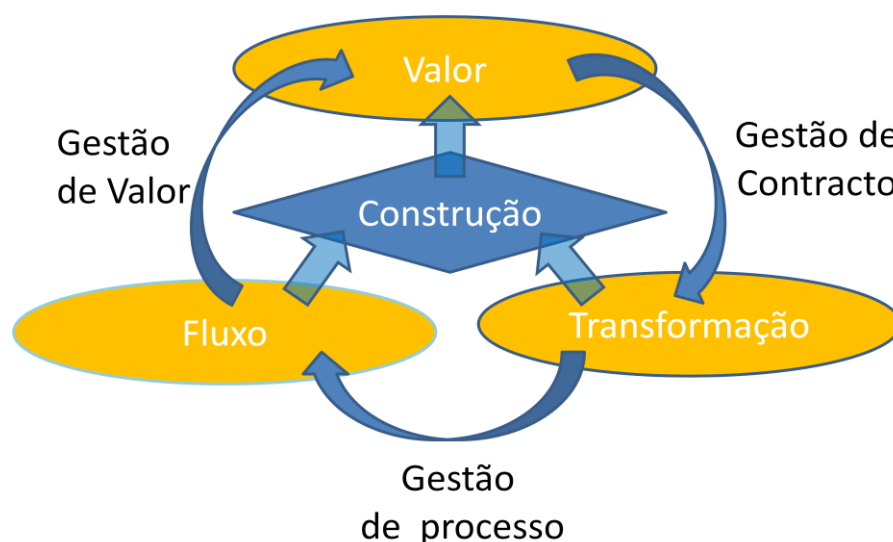 Valor
Gestão
de Valor
Gestão de
Contracto
Construção
Fluxo
Transformação
Gestão
de processo